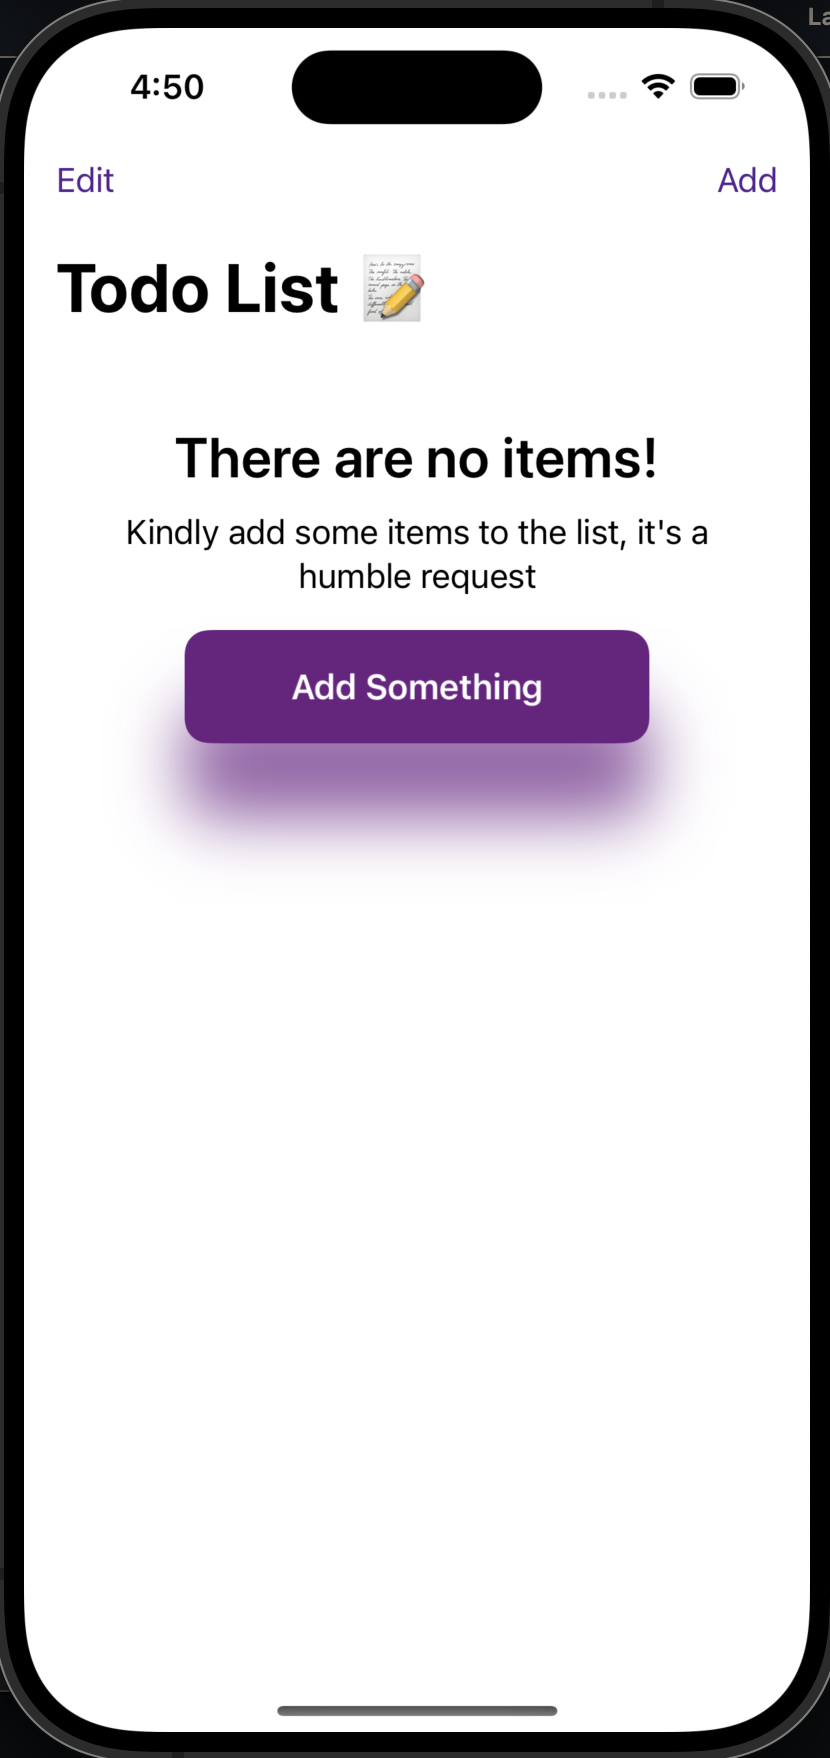 4:50
Edit
Add
Todo List 📝
There are no items!
Kindly add some items to the list, it's a
humble request
Add Something